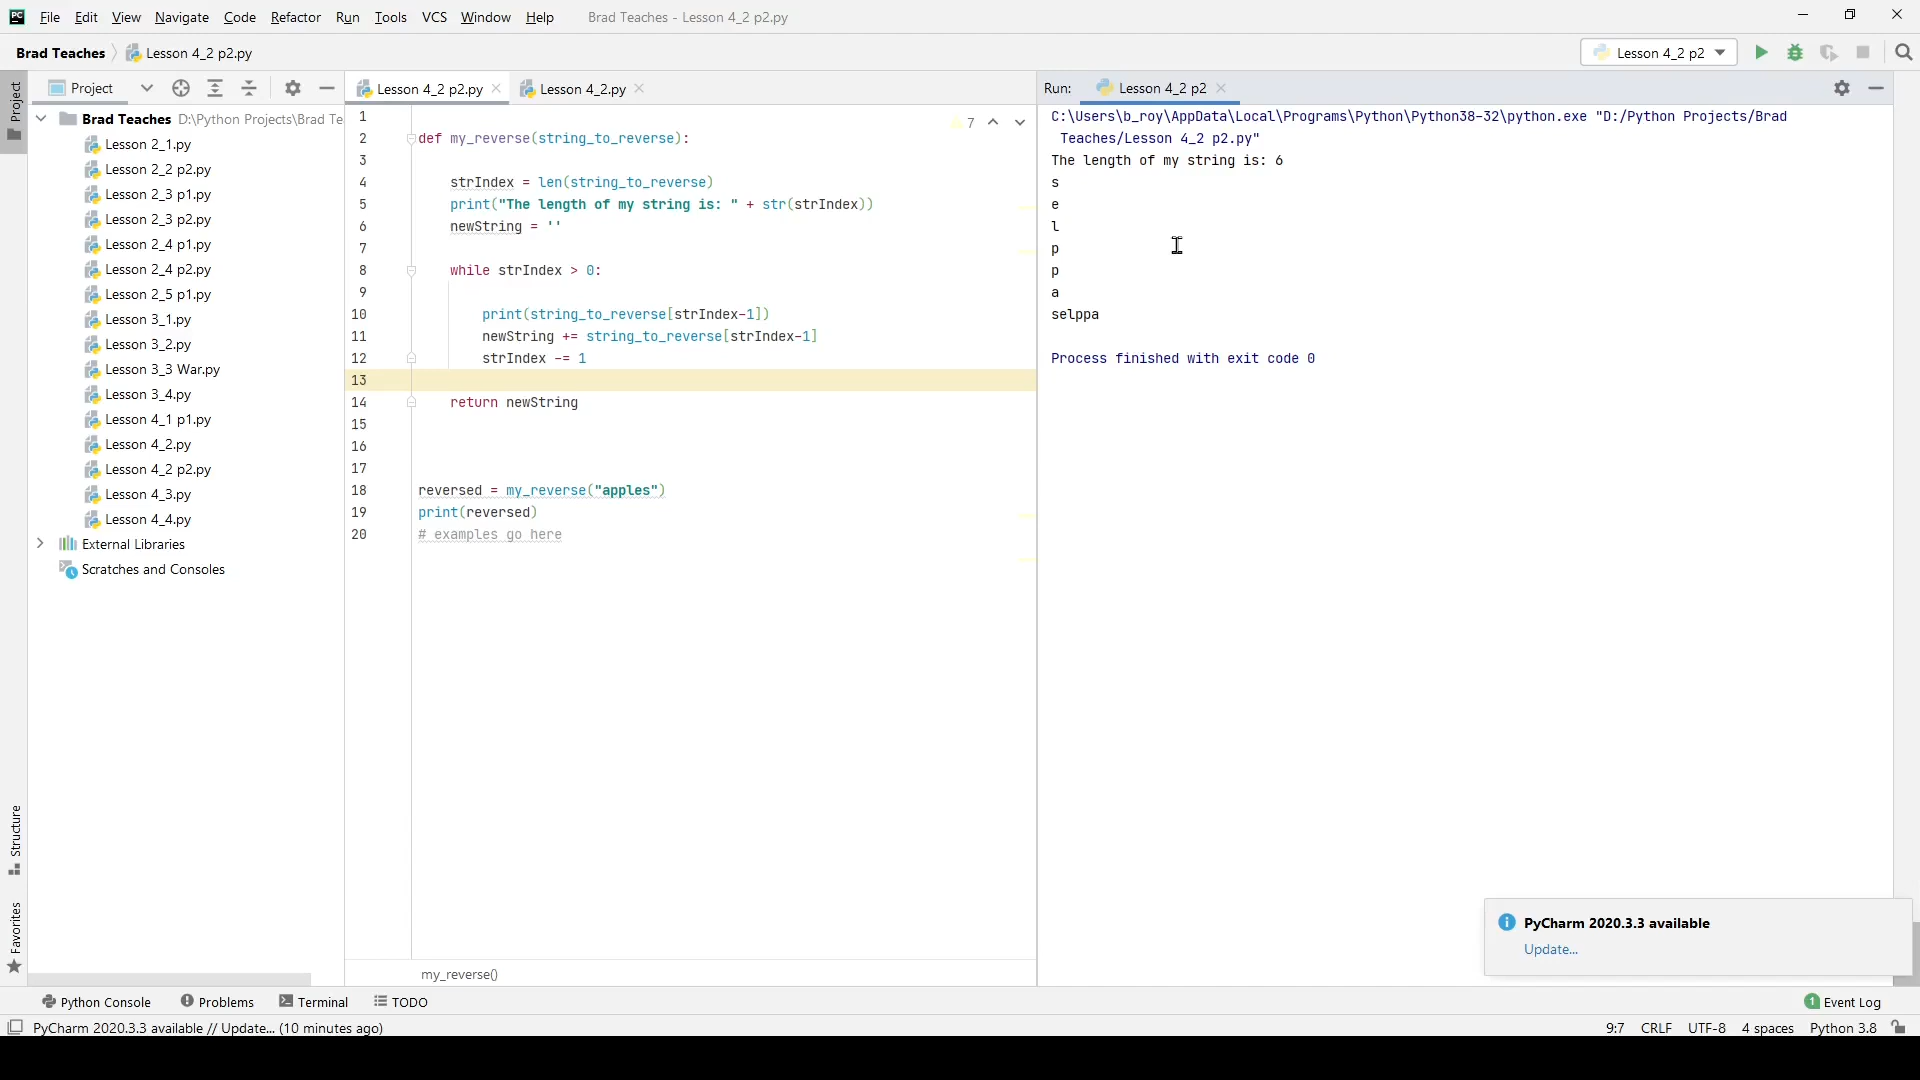 PC File Edit View Navigate Code Refactor Run Tools VCS Window Help Brad Teaches - Lesson 4_2 p2.py
Brad Teaches Lesson 4_2 p2.py Lesson 4_2 p2
Project Project Lesson 4_2 p2.py Lesson 4_2.py Run: Lesson 4_2 p2
Brad Teaches D:\Python Projects\Brad Te
Lesson 2_1.py
Lesson 2_2 p2.py
Lesson 2_3 p1.py
Lesson 2_3 p2.py
Lesson 2_4 p1.py
Lesson 2_4 p2.py
Lesson 2_5 p1.py
Lesson 3_1.py
Lesson 3_2.py
Lesson 3_3 War.py
Lesson 3_4.py
Lesson 4_1 p1.py
Lesson 4_2.py
Lesson 4_2 p2.py
Lesson 4_3.py
Lesson 4_4.py
External Libraries
Scratches and Consoles
Structure
Favorites
1
2 def my_reverse(string_to_reverse):
3
4 strIndex = len(string_to_reverse)
5 print("The length of my string is: " + str(strIndex))
6 newString = ''
7
8 while strIndex > 0:
9
10 print(string_to_reverse[strIndex-1])
11 newString += string_to_reverse[strIndex-1]
12 strIndex -= 1
13
14 return newString
15
16
17
18 reversed = my_reverse("apples")
19 print(reversed)
20 # examples go here
7
my_reverse()
C:\Users\b_roy\AppData\Local\Programs\Python\Python38-32\python.exe "D:/Python Projects/Brad
Teaches/Lesson 4_2 p2.py"
The length of my string is: 6
s
e
l
p
p
a
selppa
Process finished with exit code 0
PyCharm 2020.3.3 available
Update...
Python Console Problems Terminal TODO 1 Event Log
PyCharm 2020.3.3 available // Update... (10 minutes ago) 9:7 CRLF UTF-8 4 spaces Python 3.8